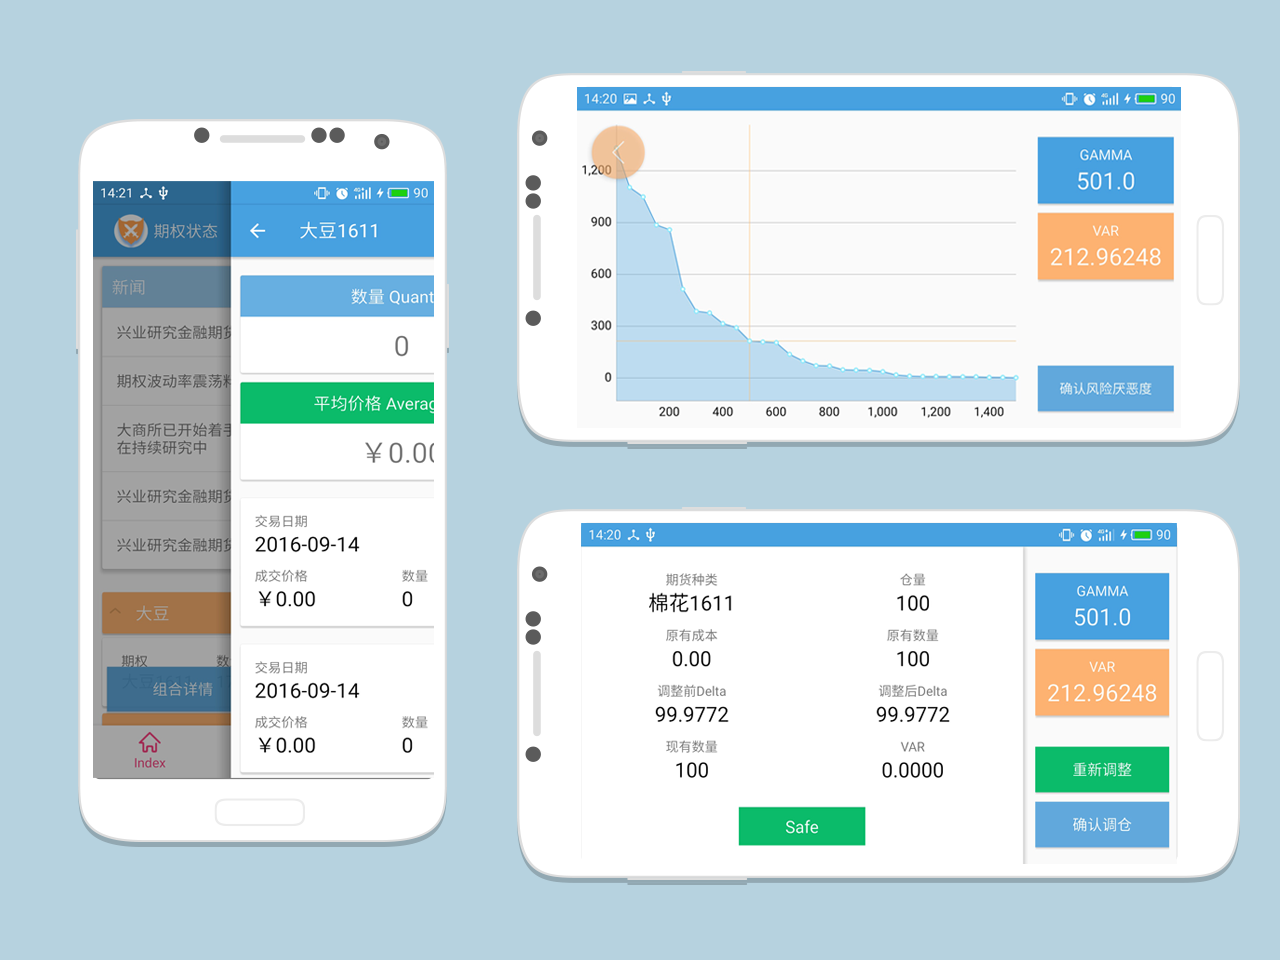 14:21
90
期权状态
大豆1611
新闻
兴业研究金融期
期权波动率震荡
大商所已开始着手
在持续研究中
兴业研究金融期
兴业研究金融期
大豆
期权
数
组合详情
Index
数量 Quant
0
平均价格 Averag
￥0.00
交易日期
2016-09-14
成交价格
数量
￥0.00
0
交易日期
2016-09-14
成交价格
数量
￥0.00
0
14:20
4G
90
1,200
900
600
300
0
200 400 600 800 1,000 1,200 1,400
GAMMA
501.0
VAR
212.96248
确认风险厌恶度
14:20
4G
90
期货种类
仓量
棉花1611
100
原有成本
原有数量
0.00
100
调整前Delta
调整后Delta
99.9772
99.9772
现有数量
VAR
100
0.0000
Safe
GAMMA
501.0
VAR
212.96248
重新调整
确认调仓